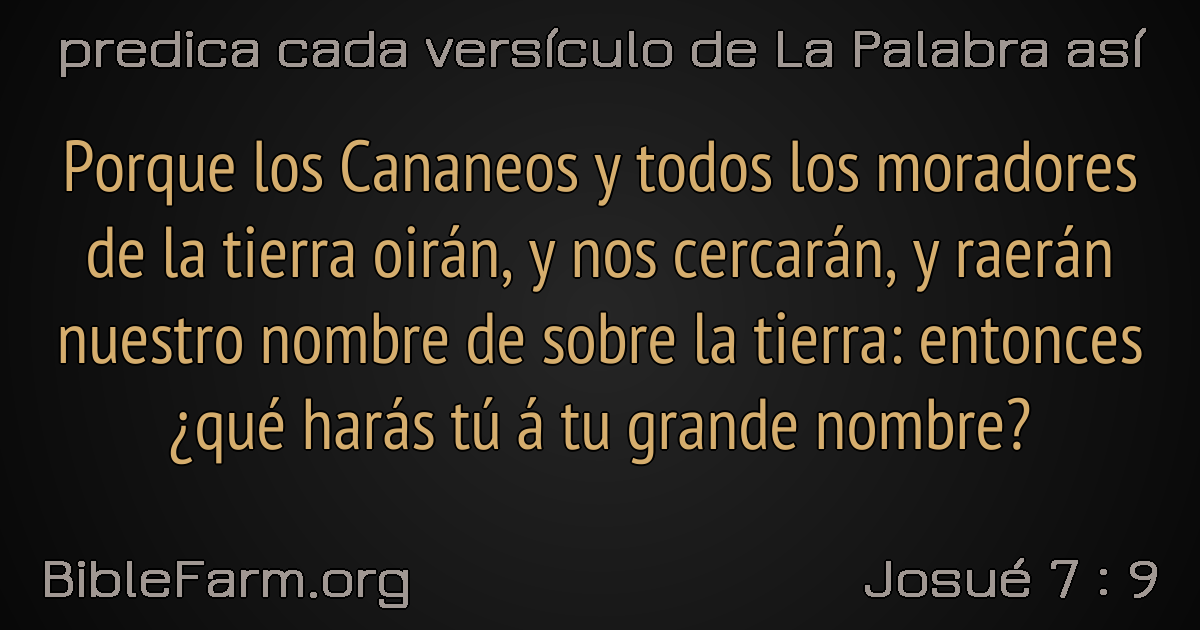 predica cada versículo de La Palabra así
Porque los Cananeos y todos los moradores
de la tierra oirán, y nos cercarán, y raerán
nuestro nombre de sobre la tierra: entonces
¿qué harás tú á tu grande nombre?
BibleFarm.org
Josué 7 : 9